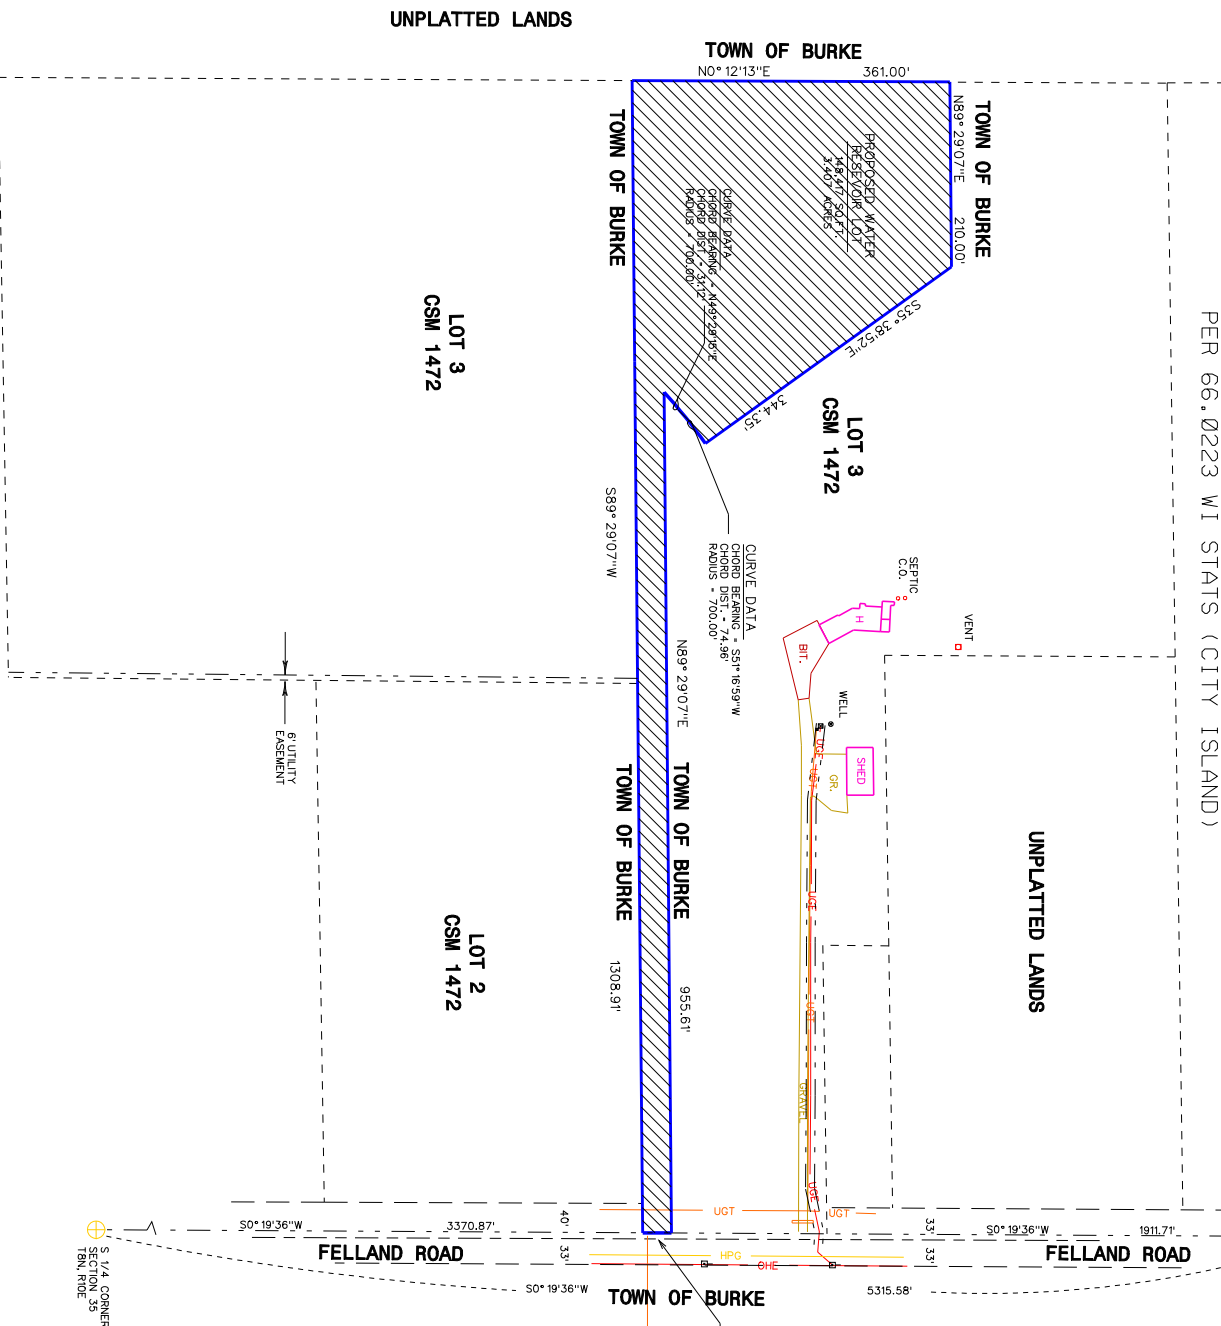 UNPLATTED LANDS
TOWN OF BURKE
N0° 12'13"E 361.00'
TOWN OF BURKE
N89° 29'07"E 210.00'
TOWN OF BURKE
PROPOSED WATER
RESEVOIR LOT
148,417 SQ.FT.
3.407 ACRES
CURVE DATA
CHORD BEARING = N49°29'15"E
CHORD DIST. = 31.12'
RADIUS = 700.00'
S35° 38'52"E
344.35'
LOT 3
CSM 1472
LOT 3
CSM 1472
PER 66.0223 WI STATS (CITY ISLAND)
S89° 29'07"W
CURVE DATA
CHORD BEARING = S51°16'59"W
CHORD DIST. = 74.96'
RADIUS = 700.00'
SEPTIC
C.O.
VENT
H
BIT.
WELL
N89° 29'07"E
UGE
UGT
GR.
SHED
6' UTILITY
EASEMENT
TOWN OF BURKE
TOWN OF BURKE
UNPLATTED LANDS
LOT 2
CSM 1472
1308.91'
955.61'
UGE
UGT
GRAVEL
UGE
UGT
UGT
S0° 19'36"W
3370.87'
40'
33'
S0° 19'36"W
1911.71'
FELLAND ROAD
33'
HPG
OHE
33'
FELLAND ROAD
S 1/4 CORNER
SECTION 35
T8N, R10E
S0° 19'36"W
TOWN OF BURKE
5315.58'